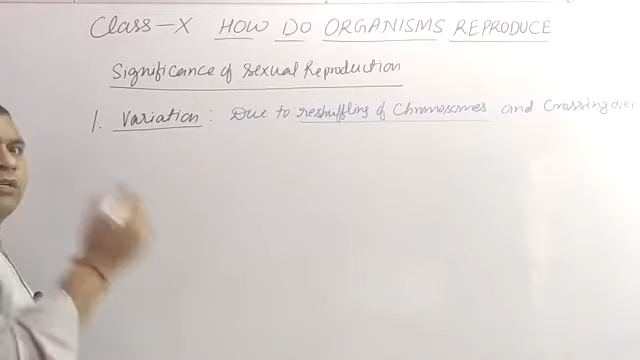 Class-X HOW DO ORGANISMS REPRODUCE
Significance of Sexual Reproduction
1. Variation: Due to reshuffling of Chromosomes and Crossing over